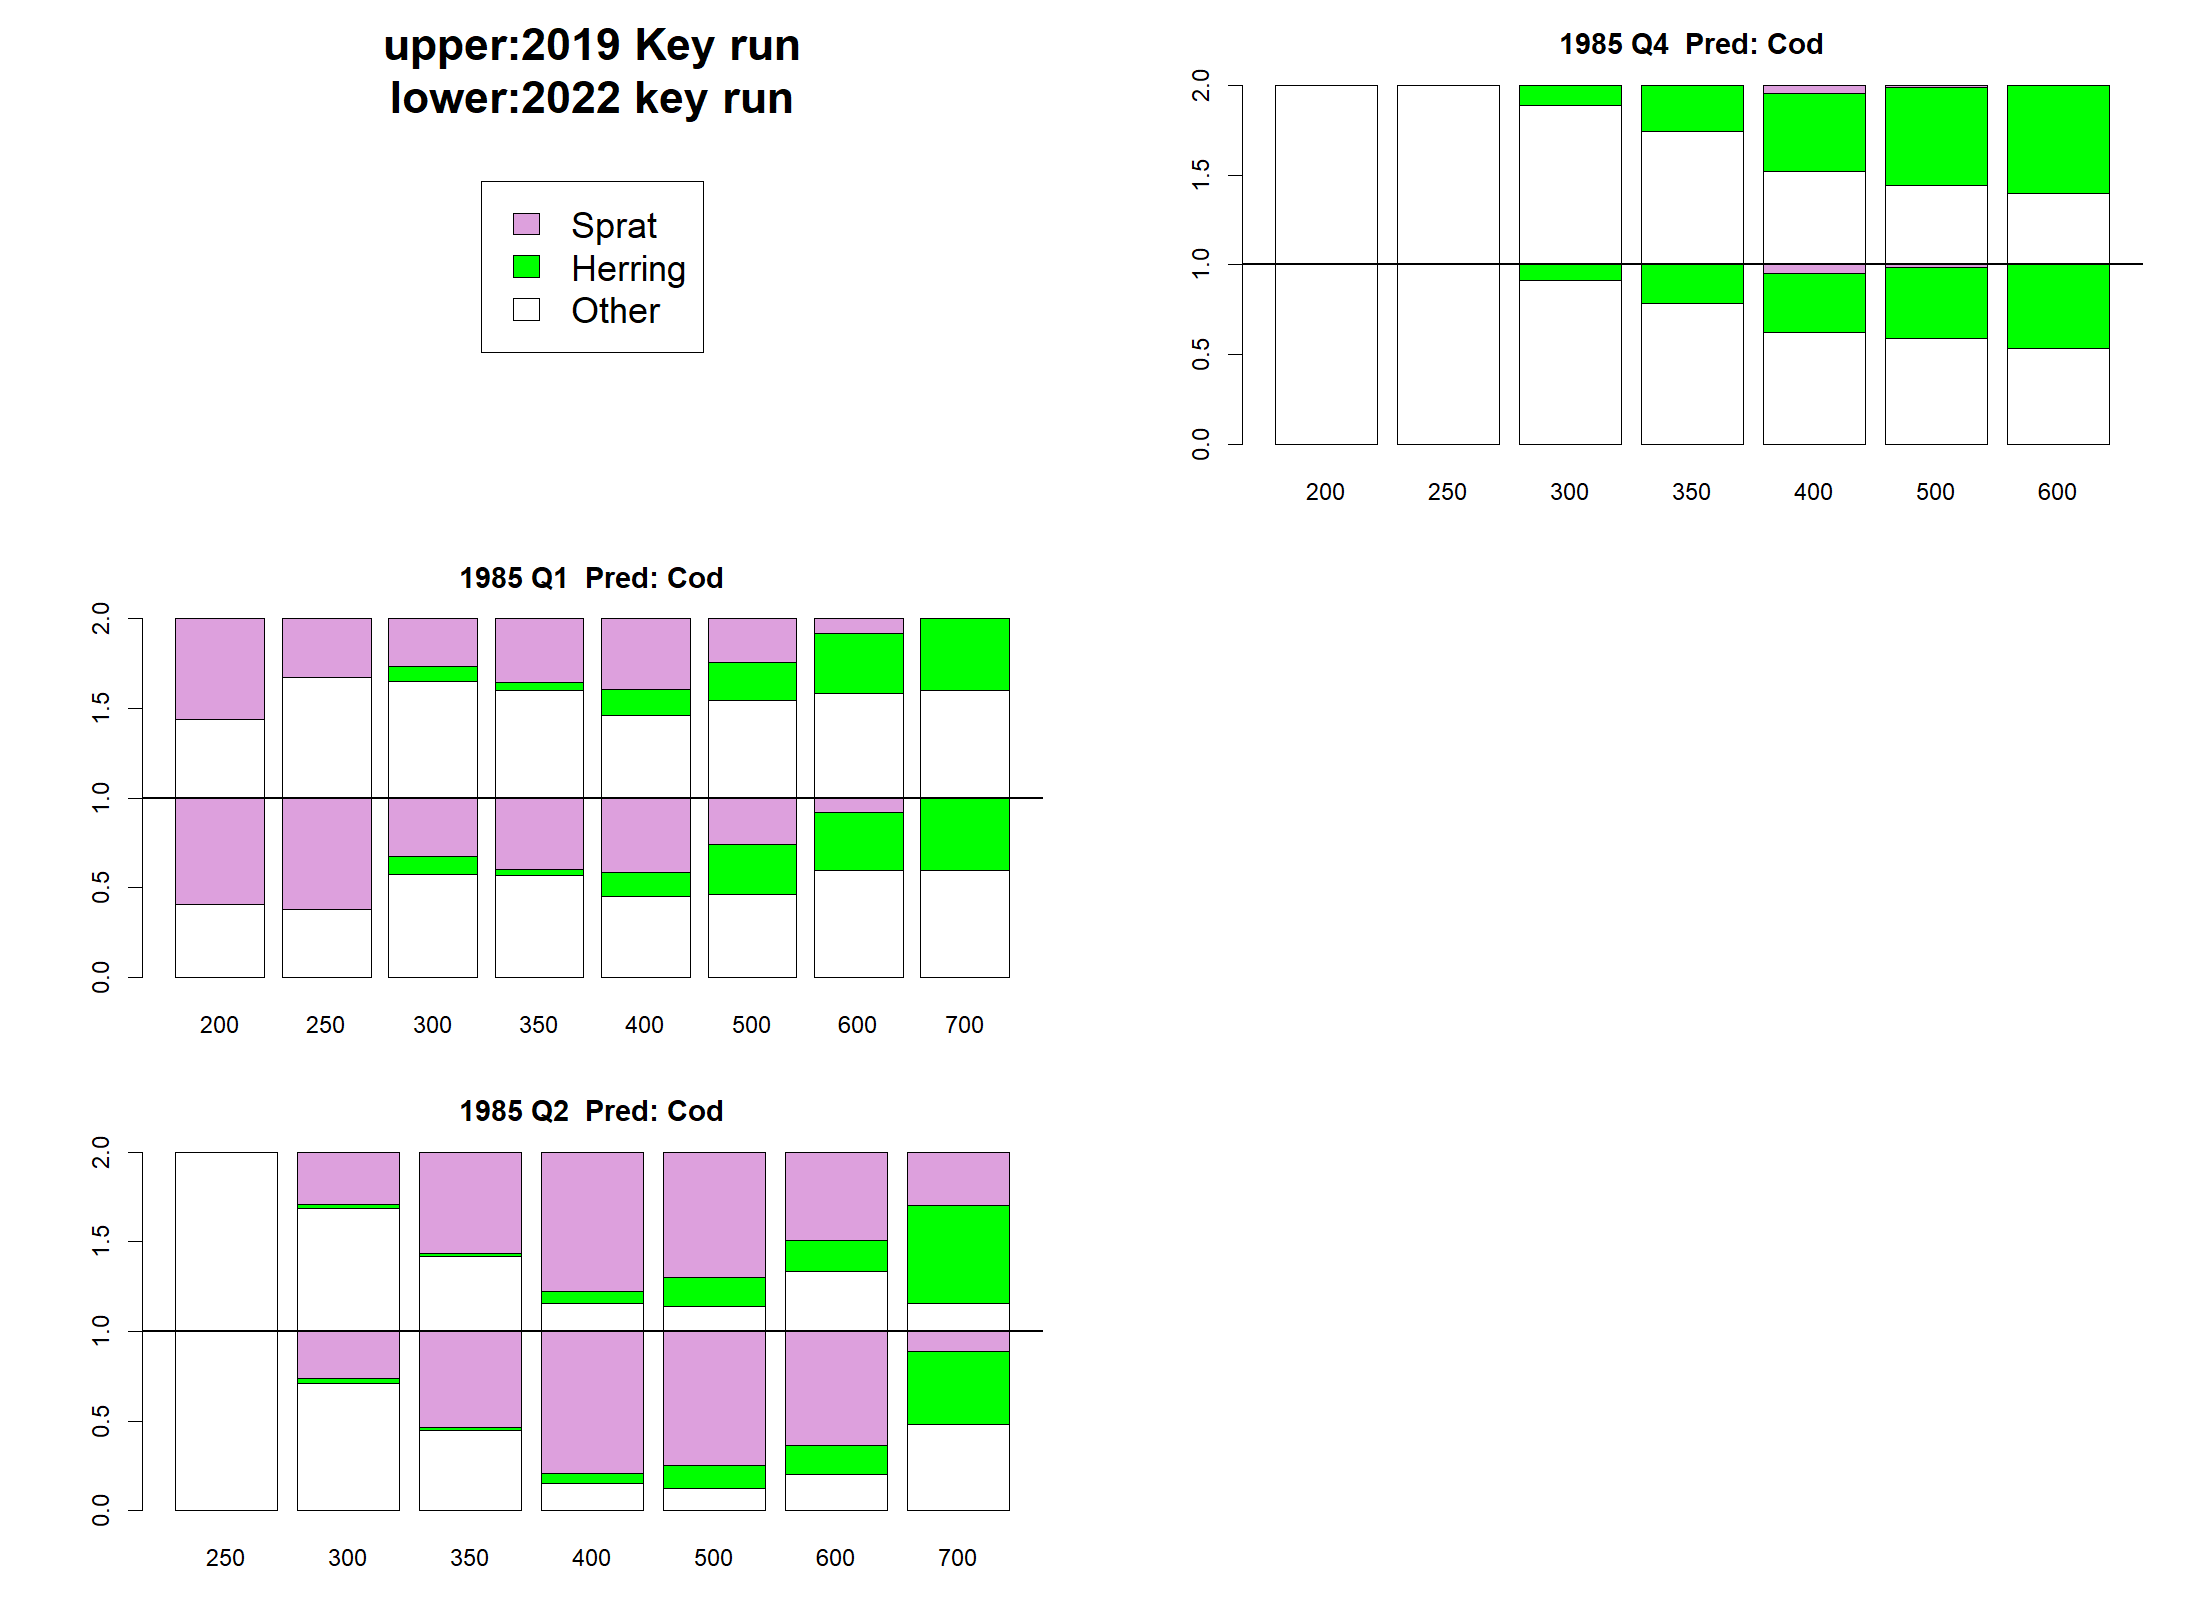 upper:2019 Key run
lower:2022 key run
Sprat
Herring
Other
1985 Q4  Pred: Cod
2.0
1.5
1.0
0.5
0.0
200 250 300 350 400 500 600
1985 Q1  Pred: Cod
2.0
1.5
1.0
0.5
0.0
200 250 300 350 400 500 600 700
1985 Q2  Pred: Cod
2.0
1.5
1.0
0.5
0.0
250 300 350 400 500 600 700